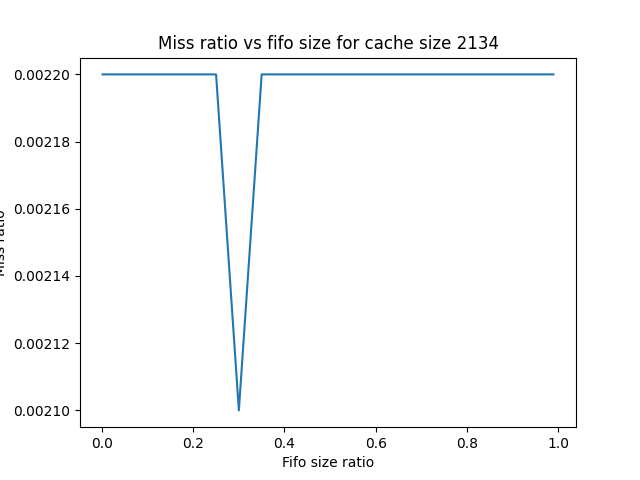 Miss ratio vs fifo size for cache size 2134
0.00220
0.00218
0.00216
0.00214
0.00212
0.00210
Miss ratio
0.0 0.2 0.4 0.6 0.8 1.0
Fifo size ratio